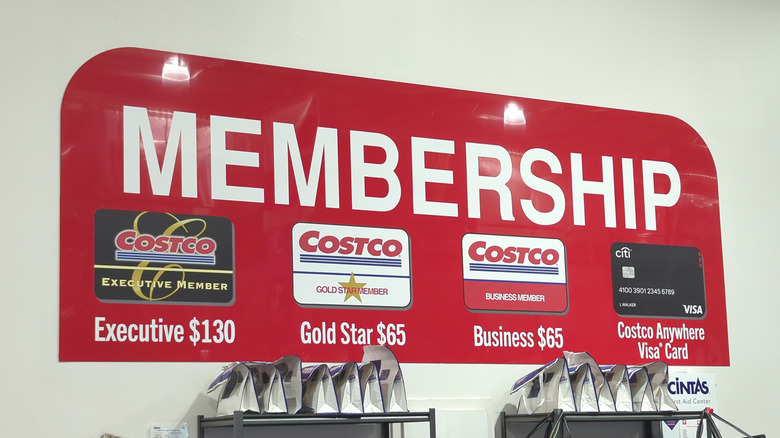 MEMBERSHIP
COSTCO
EXECUTIVE MEMBER
Executive $130
COSTCO
GOLD STAR MEMBER
Gold Star $65
COSTCO
BUSINESS MEMBER
Business $65
citi
4100 3901 2345 6789
L WALKER
VISA
Costco Anywhere
Visa® Card
CINTAS
First Aid Center